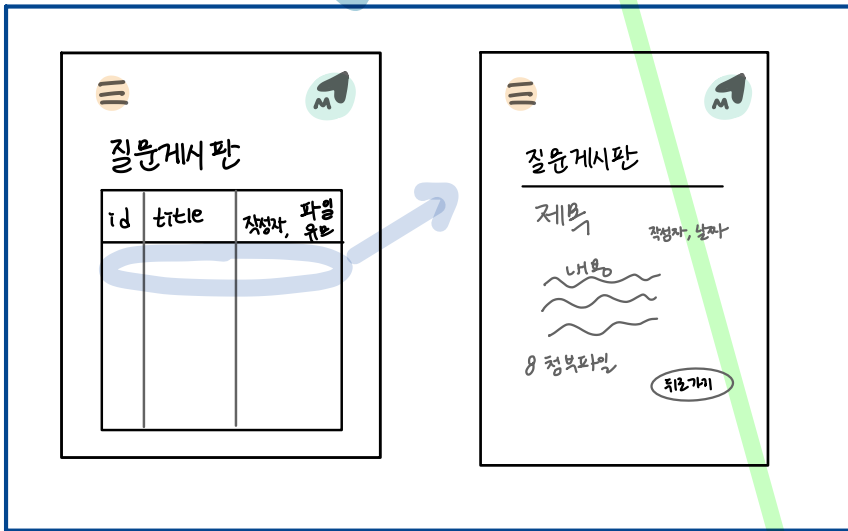 M
질문게시판
id title 작성자, 파일
유무
M
질문게시판
제목
작성자, 날짜
내용
첨부파일
뒤로가기